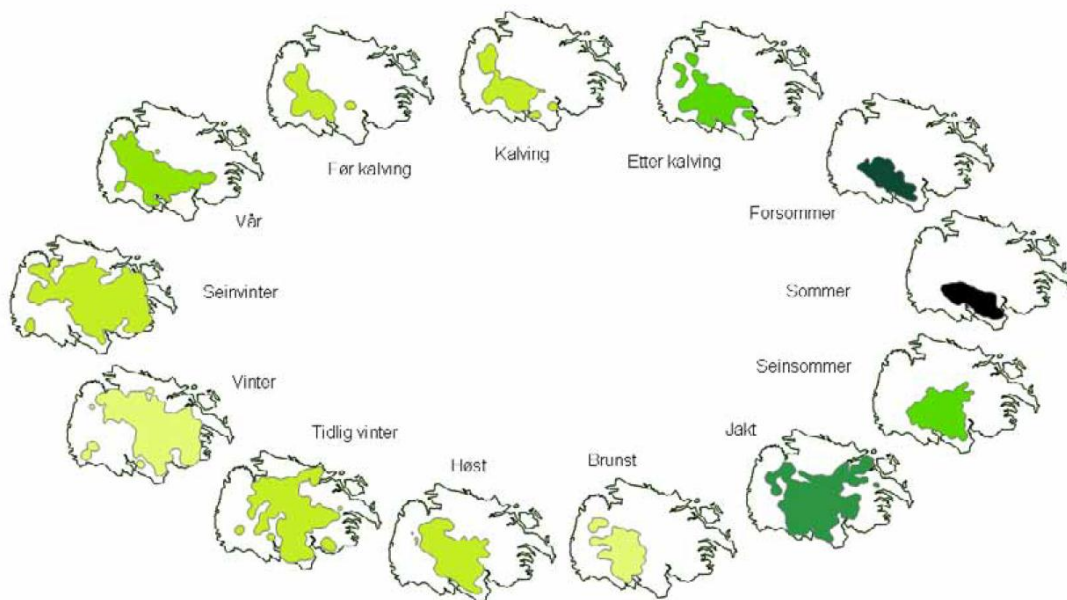 Kalving
Etter kalving
Før kalving
Forsommer
Vår
Sommer
Seinvinter
Seinsommer
Vinter
Jakt
Tidlig vinter
Høst
Brunst